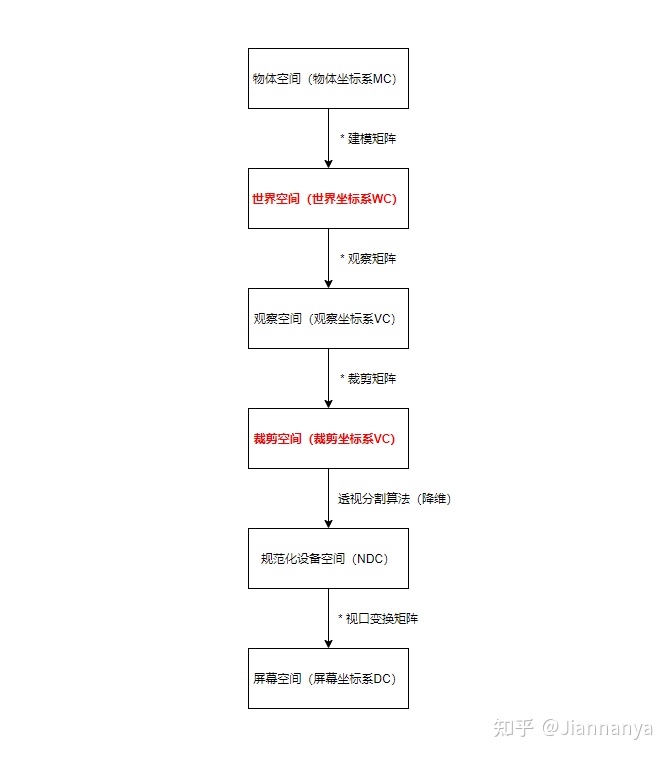 物体空间（物体坐标系MC）
* 建模矩阵
世界空间（世界坐标系WC）
* 观察矩阵
观察空间（观察坐标系VC）
* 裁剪矩阵
裁剪空间（裁剪坐标系VC）
透视分割算法（降维）
规范化设备空间（NDC）
* 视口变换矩阵
屏幕空间（屏幕坐标系DC）
知乎 @Jiannanya